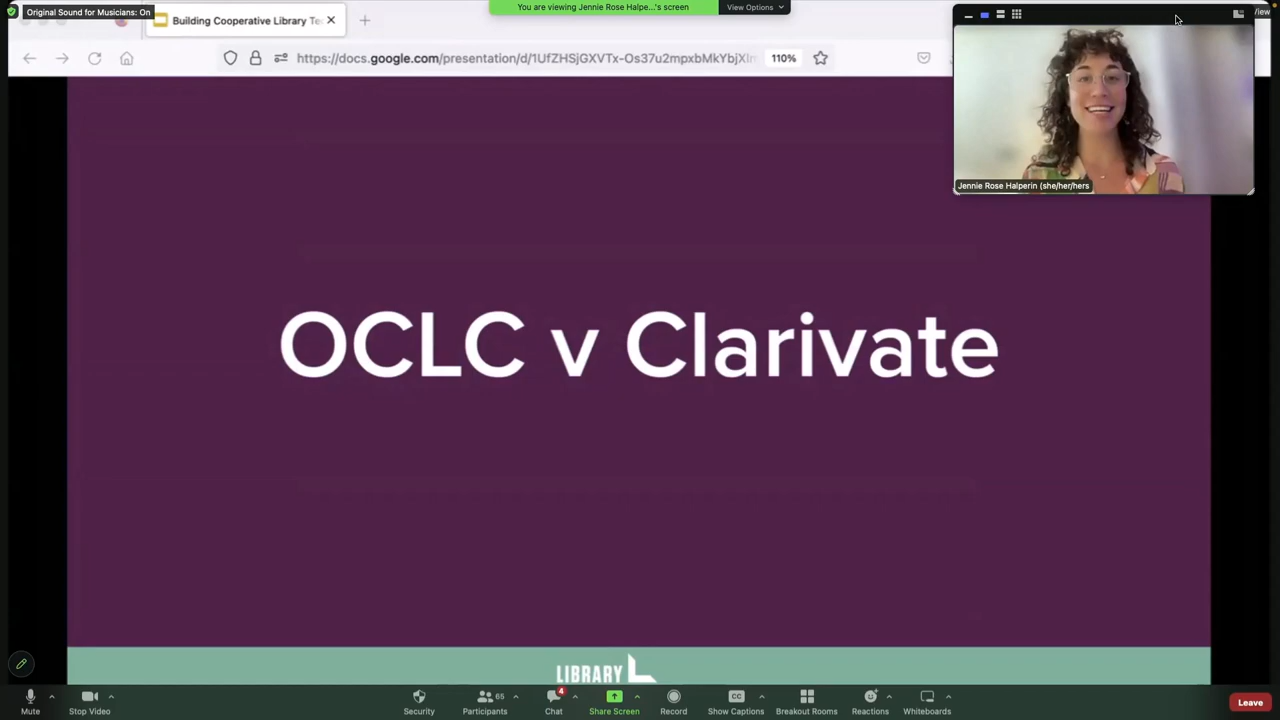 Original Sound for Musicians: On
Building Cooperative Library Te
You are viewing Jennie Rose Halpe...'s screen
View Options
View
https://docs.google.com/presentation/d/1UfZHSjGXVTx-Os37u2mpxbMkYbjXl
110%
Jennie Rose Halperin (she/her/hers
OCLC v Clarivate
LIBRARY
Mute
Stop Video
Security
65
Participants
4
Chat
Share Screen
Record
CC
Show Captions
Breakout Rooms
Reactions
Whiteboards
Leave